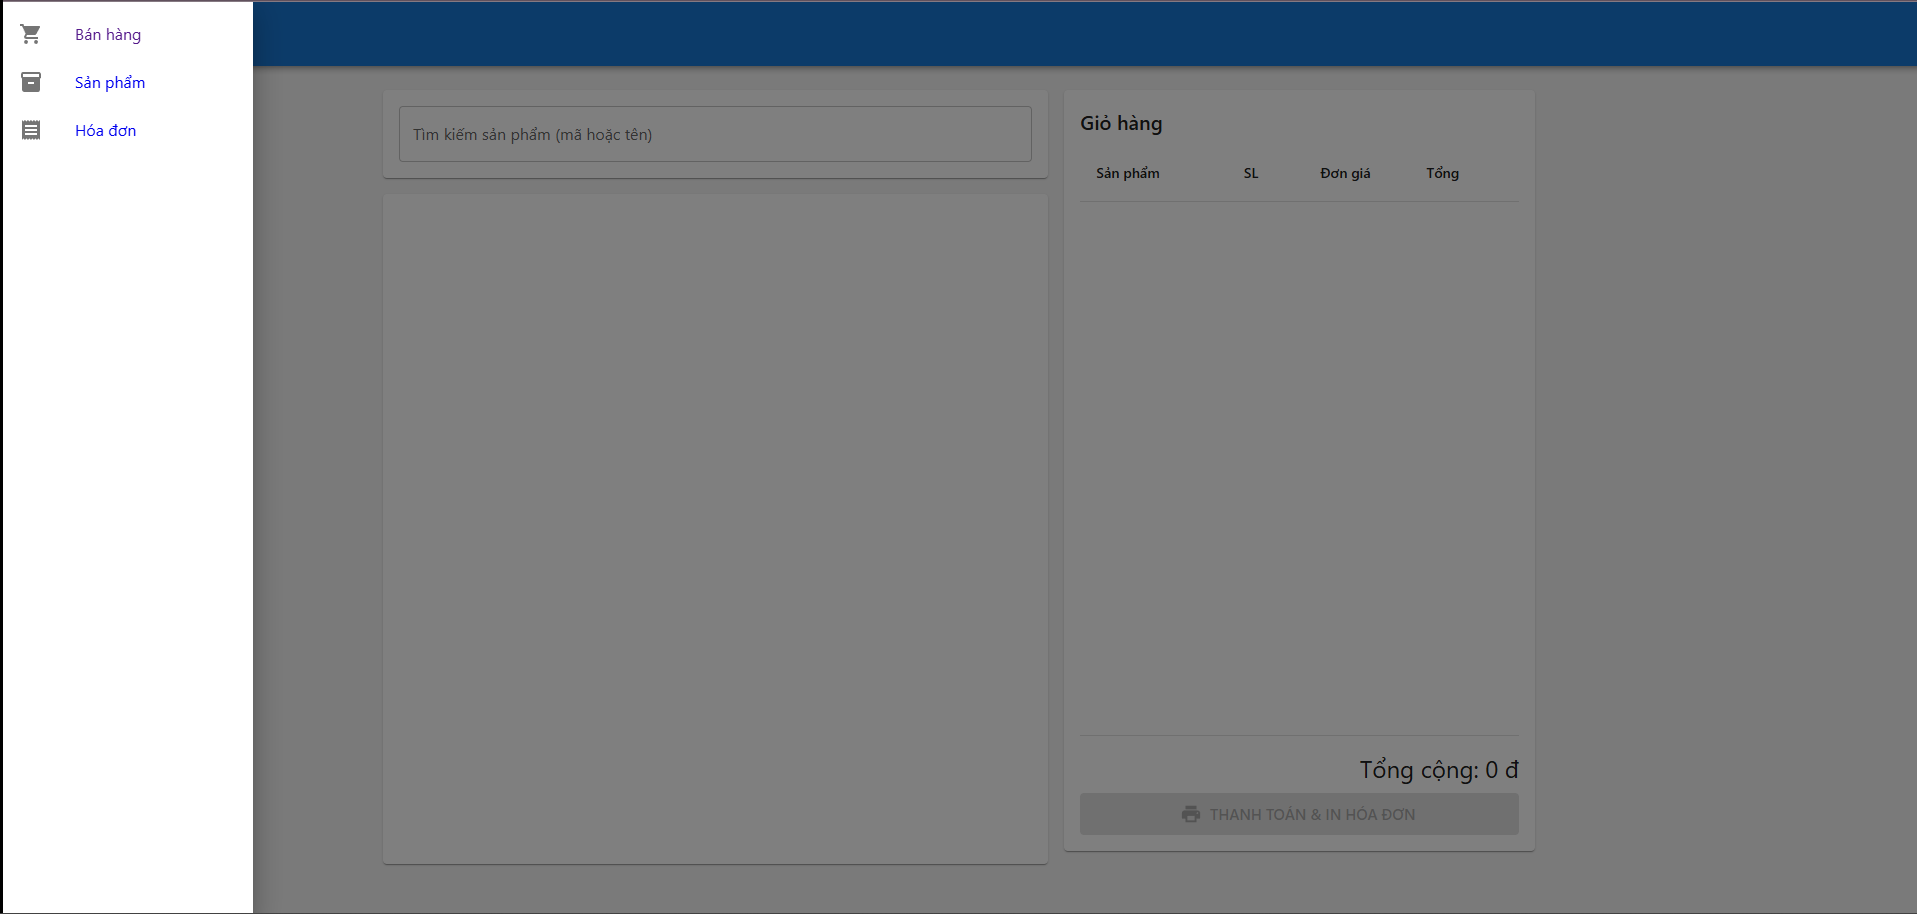 Bán hàng
Sản phẩm
Hóa đơn
Tìm kiếm sản phẩm (mã hoặc tên)
Giỏ hàng
Sản phẩm SL Đơn giá Tổng
Tổng cộng: 0 đ
THANH TOÁN & IN HÓA ĐƠN